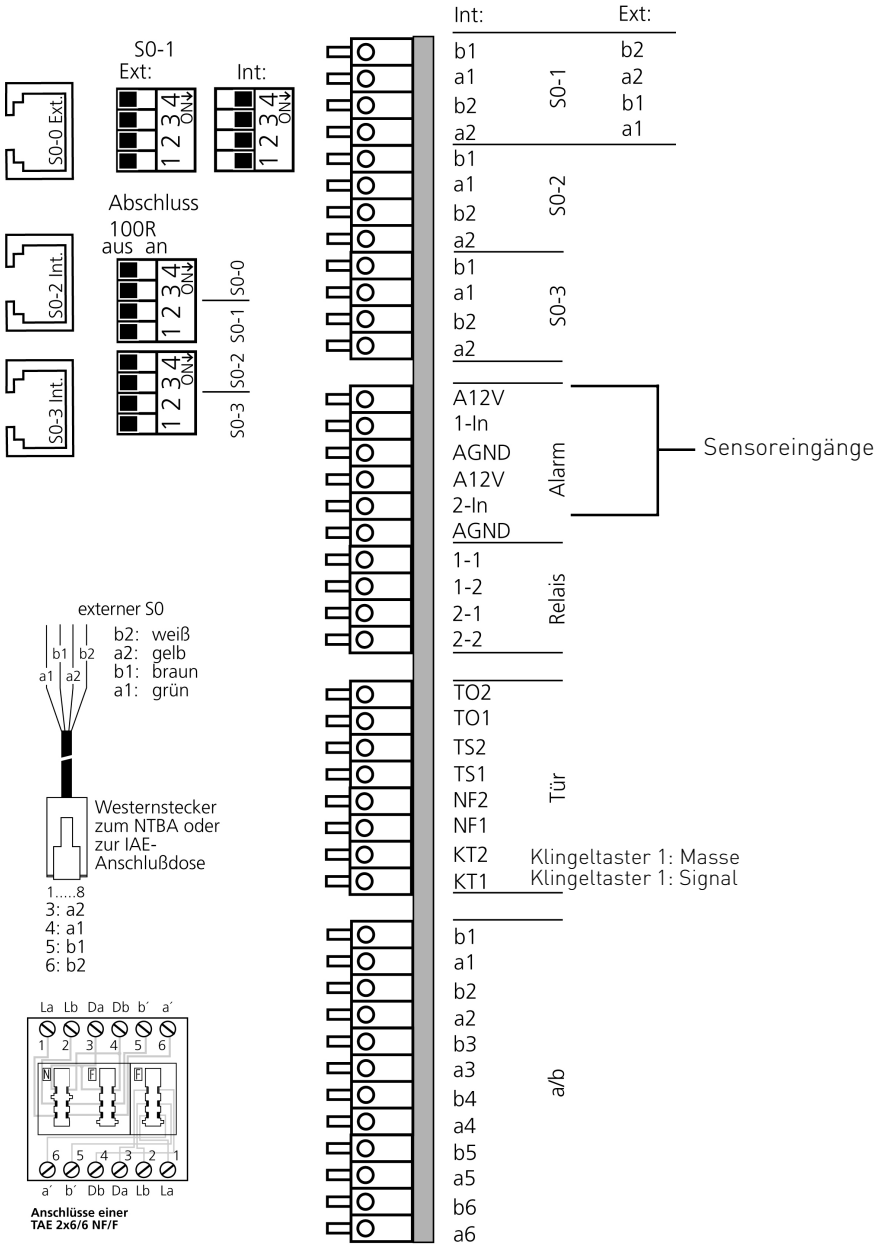 S0-1
Ext:
Int:
S0-0 Ext.
1 2 3 4
ON
1 2 3 4
ON
Abschluss
100R
aus an
S0-2 Int.
1 2 3 4
ON
S0-0
S0-1
S0-3 Int.
1 2 3 4
ON
S0-2
S0-3
externer S0
b1 b2
a1 a2
b2: weiß
a2: gelb
b1: braun
a1: grün
Westernstecker
zum NTBA oder
zur IAE-
Anschlußdose
1.....8
3: a2
4: a1
5: b1
6: b2
La Lb Da Db b´ a´
1 2 3 4 5 6
N F F
6 5 4 3 2 1
a´ b´ Db Da Lb La
Anschlüsse einer
TAE 2x6/6 NF/F
Int: Ext:
b1 b2
a1 a2
b2 b1
a2 a1
S0-1
b1
a1
b2
a2
S0-2
b1
a1
b2
a2
S0-3
A12V
1-In
AGND
A12V
2-In
AGND
Alarm
Sensoreingänge
1-1
1-2
2-1
2-2
Relais
TO2
TO1
TS2
TS1
NF2
NF1
KT2 Klingeltaster 1: Masse
KT1 Klingeltaster 1: Signal
Tür
b1
a1
b2
a2
b3
a3
b4
a4
b5
a5
b6
a6
a/b